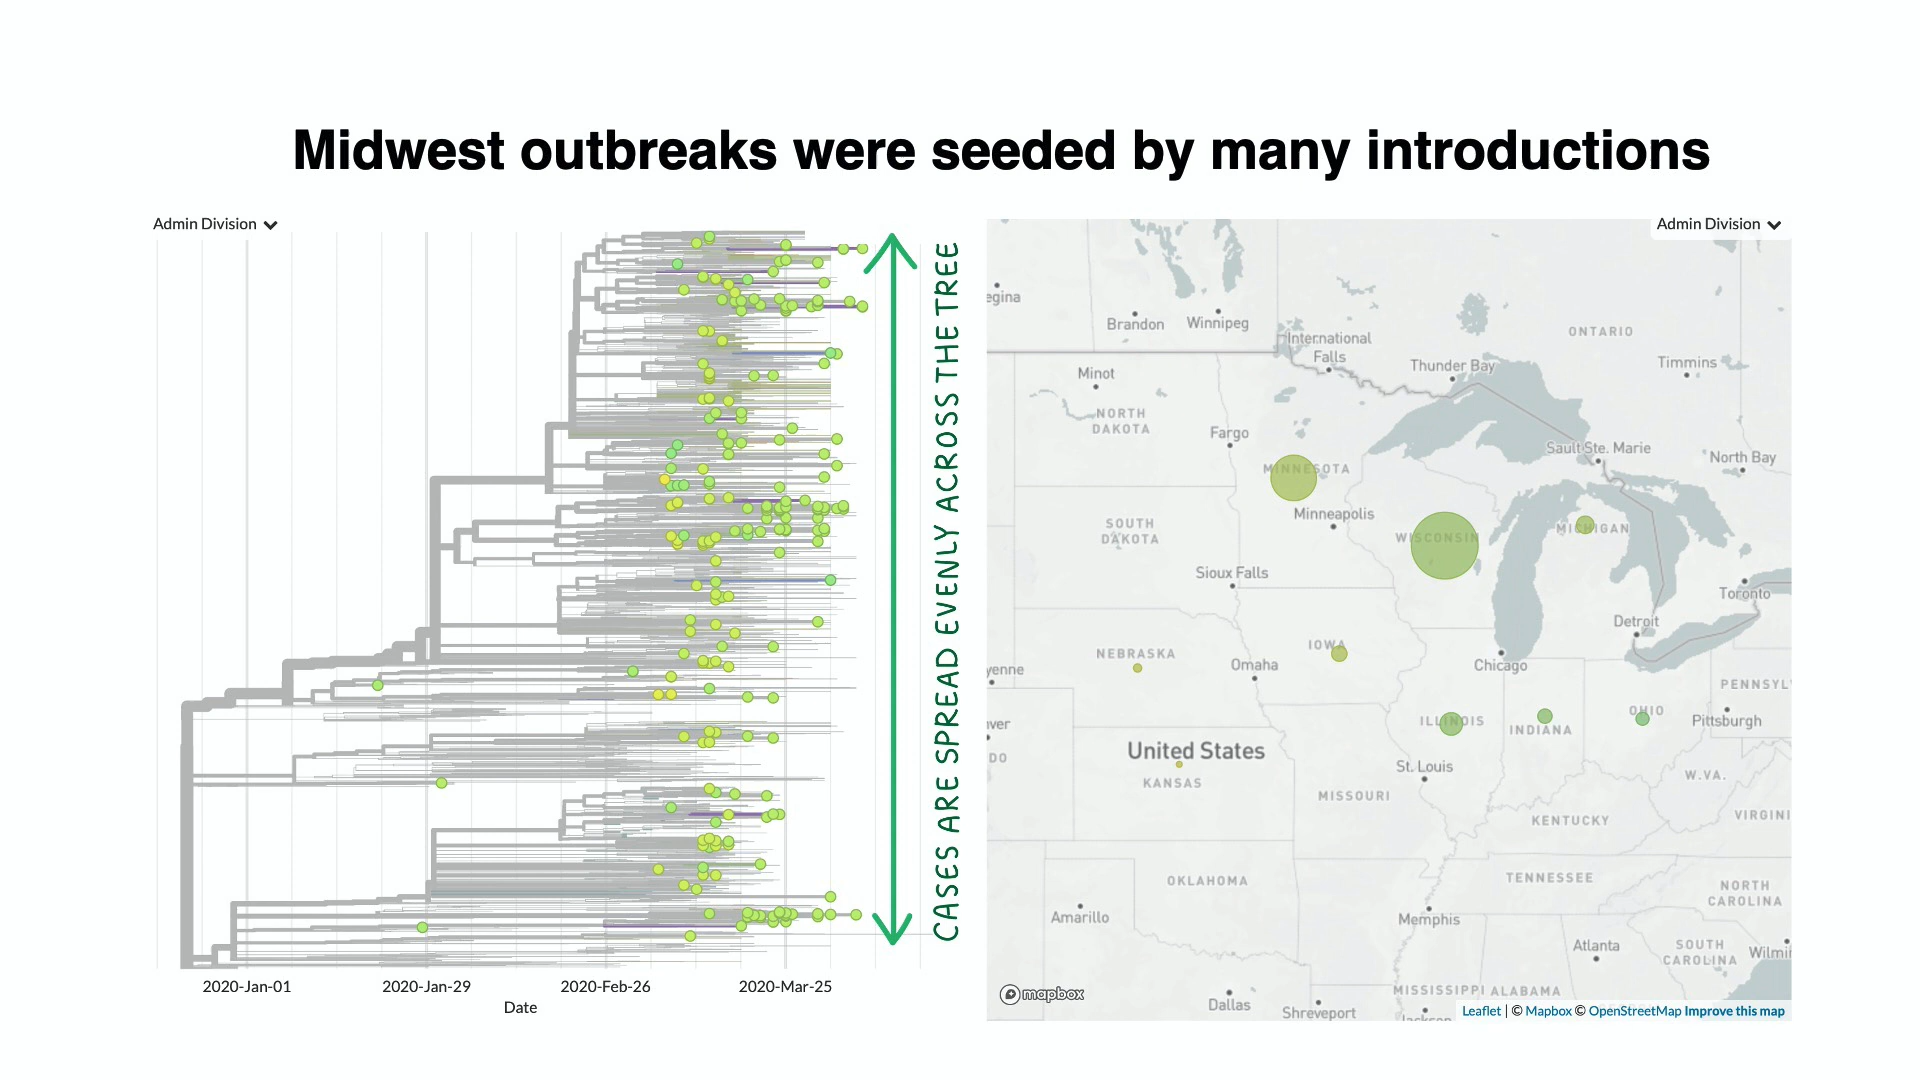 Midwest outbreaks were seeded by many introductions
Admin Division
2020-Jan-01
2020-Jan-29
2020-Feb-26
2020-Mar-25
Date
CASES ARE SPREAD EVENLY ACROSS THE TREE
Admin Division
egina
Brandon
Winnipeg
International
Falls
ONTARIO
Thunder Bay
Timmins
Minot
NORTH
DAKOTA
Fargo
MINNESOTA
Sault Ste. Marie
North Bay
Minneapolis
SOUTH
DAKOTA
WISCONSIN
MICHIGAN
Sioux Falls
Toronto
Detroit
NEBRASKA
IOWA
Omaha
Chicago
yenne
PENNSYL
ver
DO
ILLINOIS
INDIANA
OHIO
Pittsburgh
United States
KANSAS
St. Louis
MISSOURI
W.VA.
KENTUCKY
VIRGINI
OKLAHOMA
TENNESSEE
NORTH
CAROLINA
Amarillo
Memphis
Atlanta
SOUTH
CAROLINA
Wilmi
mapbox
Dallas
Shreveport
MISSISSIPPI
ALABAMA
Jackson
Leaflet | © Mapbox © OpenStreetMap Improve this map